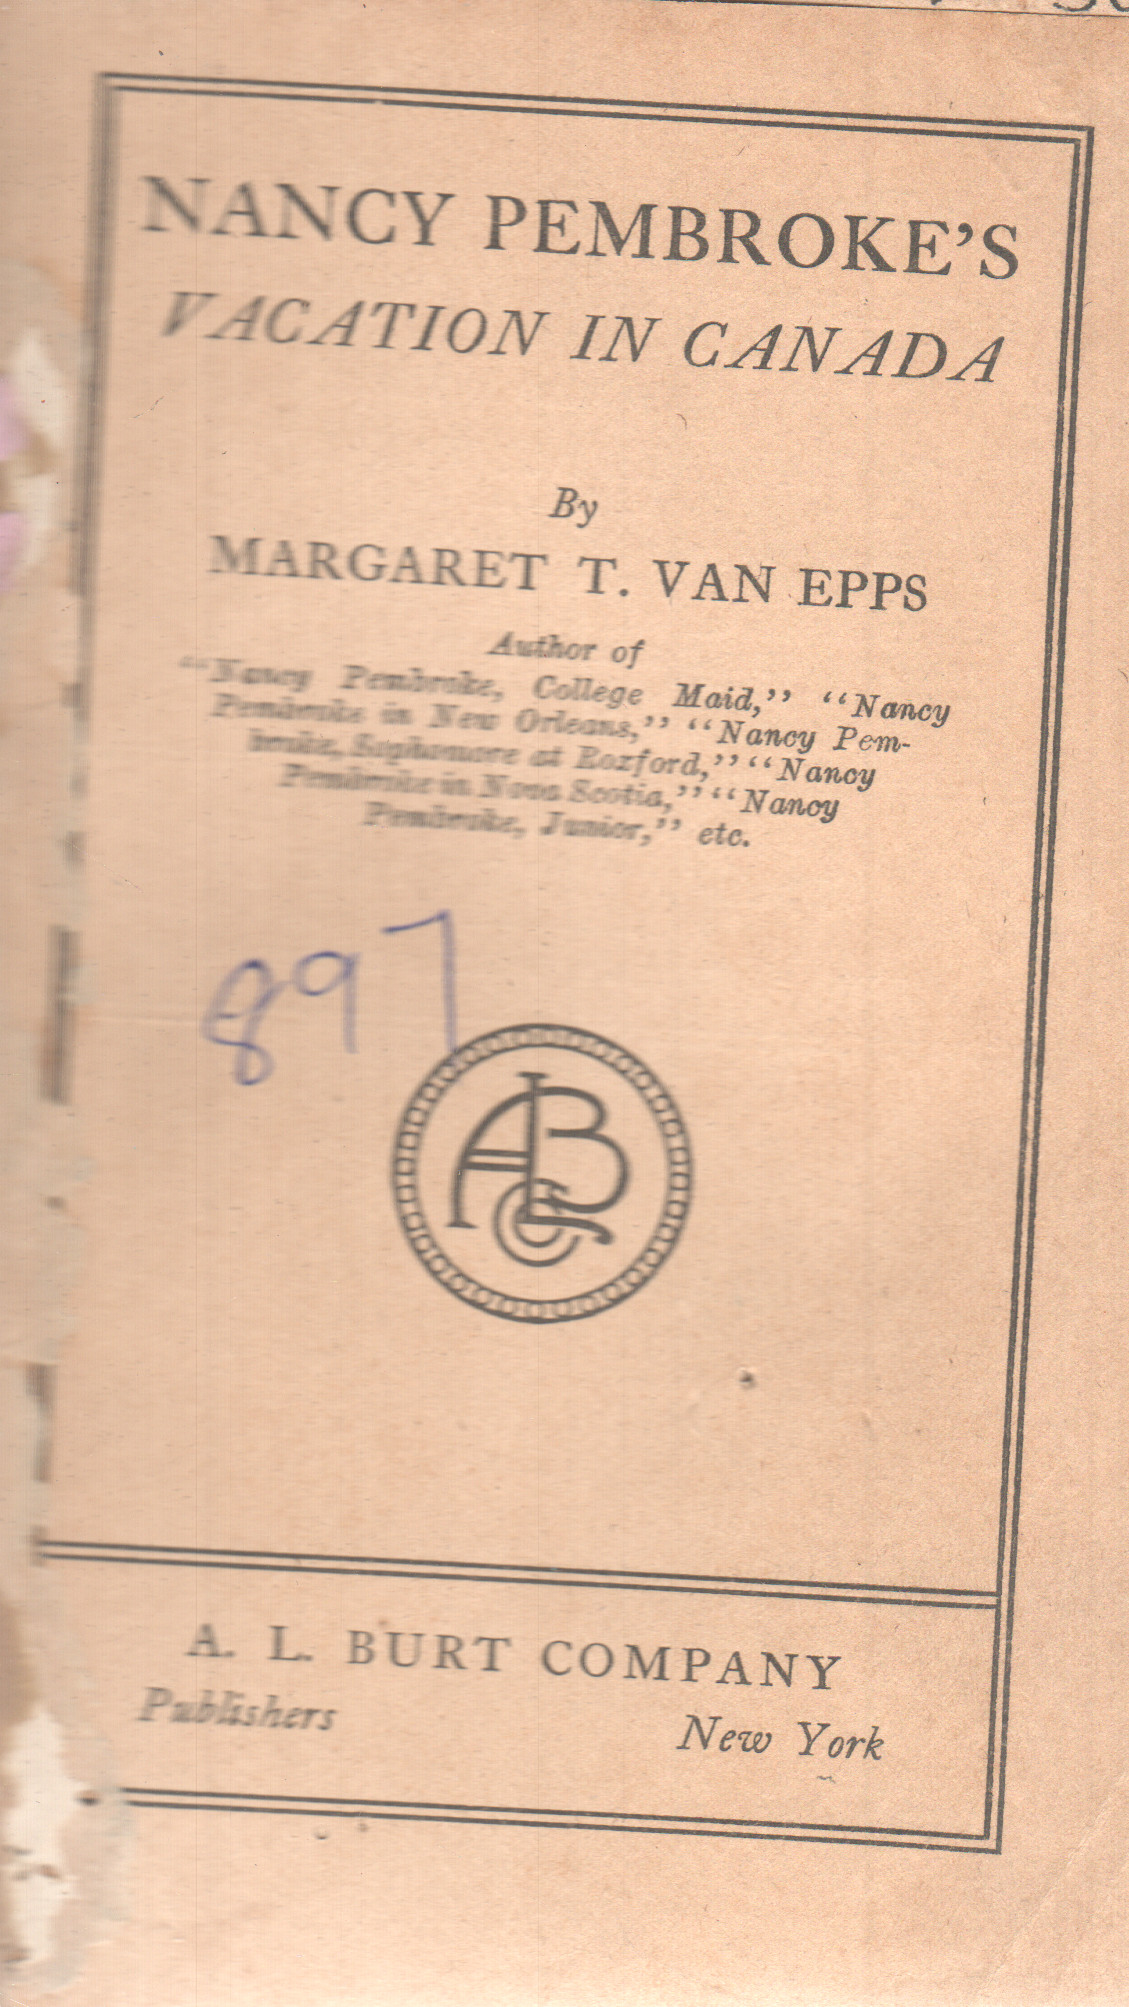 NANCY PEMBROKE'S
VACATION IN CANADA
By
MARGARET T. VAN EPPS
Author of
"Nancy Pembroke, College Maid," "Nancy
Pembroke in New Orleans," "Nancy Pem-
broke, Sophomore at Roxford," "Nancy
Pembroke in Nova Scotia," "Nancy
Pembroke, Junior," etc.
897
A. L. BURT COMPANY
Publishers New York